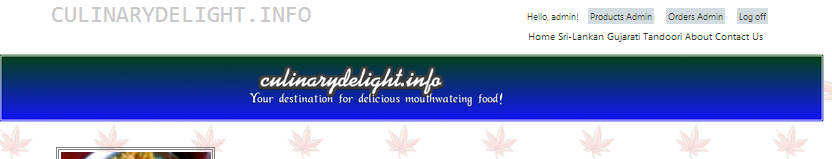 CULINARYDELIGHT.INFO
Hello, admin! Products Admin Orders Admin Log off
Home Sri-Lankan Gujarati Tandoori About Contact Us
culinarydelight.info
Your destination for delicious mouthwateing food!